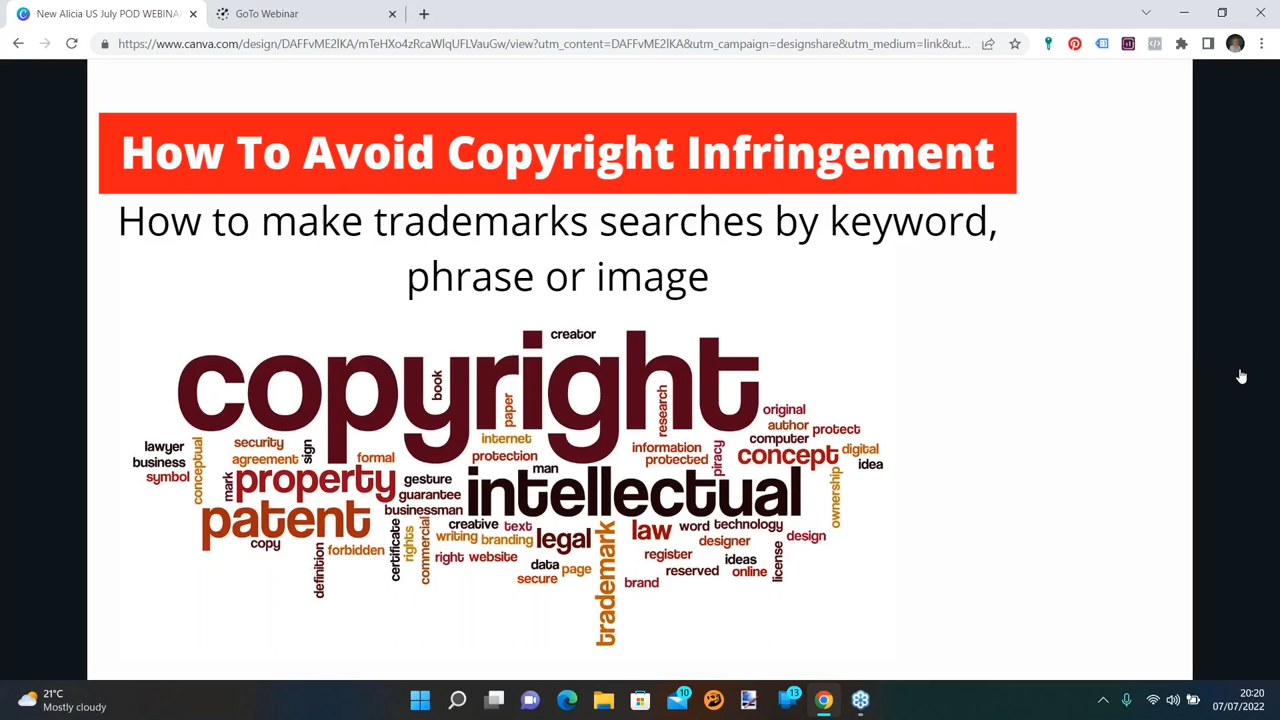 New Alicia US July POD WEBINA
GoTo Webinar
https://www.canva.com/design/DAFFvME2lKA/mTeHXo4zRcaWlqtFLVauGw/view?utm_content=DAFFvME2lKA&utm_campaign=designshare&utm_medium=link&ut...
How To Avoid Copyright Infringement
How to make trademarks searches by keyword,
phrase or image
creator
copyright
book
paper
research
original
author
protect
lawyer
conceptual
security
sign
internet
information
piracy
computer
digital
business
agreement
formal
protection
protected
concept
idea
symbol
mark
property
gesture
man
intellectual
ownership
guarantee
patent
businessman
copy
certificate
rights
commercial
creative
text
legal
trademark
law
word
technology
definition
forbidden
writing
branding
designer
design
right
website
register
ideas
license
data
page
reserved
online
secure
brand
21°C
Mostly cloudy
10
13
20:20
07/07/2022